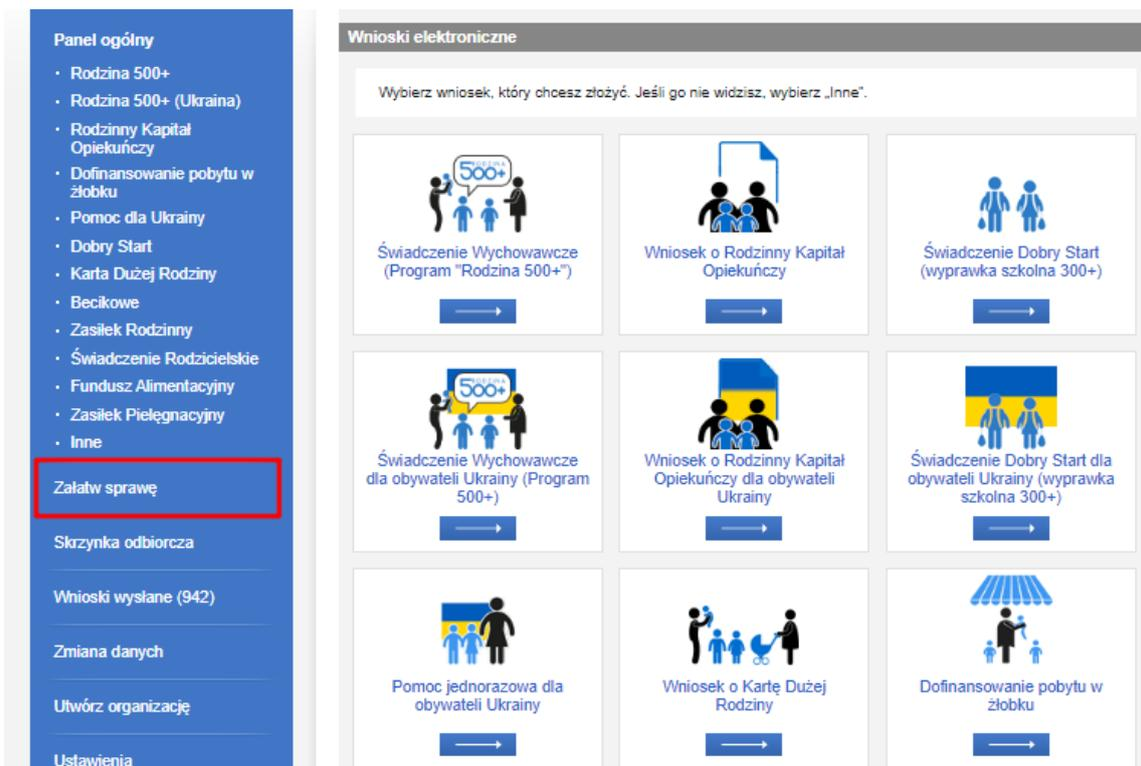 Panel ogólny
Rodzina 500+
Rodzina 500+ (Ukraina)
Rodzinny Kapitał
Opiekuńczy
Dofinansowanie pobytu w
żłobku
Pomoc dla Ukrainy
Dobry Start
Karta Dużej Rodziny
Becikowe
Zasiłek Rodzinny
Świadczenie Rodzicielskie
Fundusz Alimentacyjny
Zasiłek Pielęgnacyjny
Inne
Załatw sprawę
Skrzynka odbiorcza
Wnioski wysłane (942)
Zmiana danych
Utwórz organizację
Ustawienia
Wnioski elektroniczne
Wybierz wniosek, który chcesz złożyć. Jeśli go nie widzisz, wybierz „Inne".
RODZINA
500+
Świadczenie Wychowawcze
(Program "Rodzina 500+")
Wniosek o Rodzinny Kapitał
Opiekuńczy
Świadczenie Dobry Start
(wyprawka szkolna 300+)
RODZINA
500+
Świadczenie Wychowawcze
dla obywateli Ukrainy (Program
500+)
Wniosek o Rodzinny Kapitał
Opiekuńczy dla obywateli
Ukrainy
Świadczenie Dobry Start dla
obywateli Ukrainy (wyprawka
szkolna 300+)
Pomoc jednorazowa dla
obywateli Ukrainy
Wniosek o Kartę Dużej
Rodziny
Dofinansowanie pobytu w
żłobku